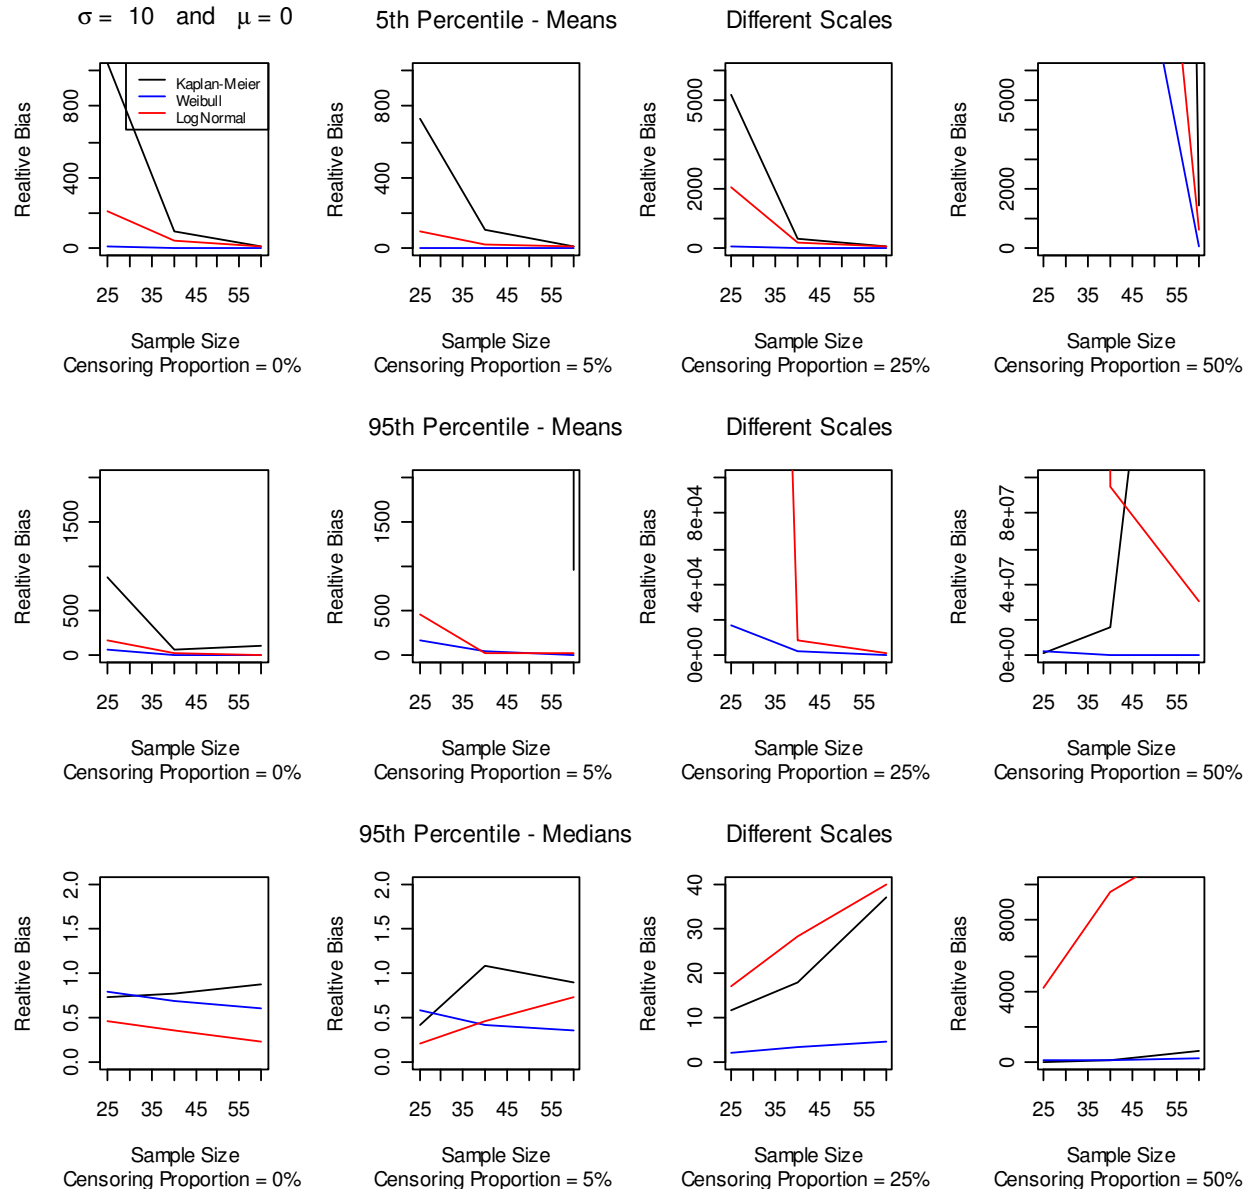 σ = 10 and μ = 0
5th Percentile - Means
Different Scales
Realtive Bias
0 400 800
Kaplan-Meier
Weibull
LogNormal
25 35 45 55
Sample Size
Censoring Proportion = 0%
Realtive Bias
0 400 800
25 35 45 55
Sample Size
Censoring Proportion = 5%
Realtive Bias
0 2000 5000
25 35 45 55
Sample Size
Censoring Proportion = 25%
Realtive Bias
0 2000 5000
25 35 45 55
Sample Size
Censoring Proportion = 50%
95th Percentile - Means
Different Scales
Realtive Bias
0 500 1500
25 35 45 55
Sample Size
Censoring Proportion = 0%
Realtive Bias
0 500 1500
25 35 45 55
Sample Size
Censoring Proportion = 5%
Realtive Bias
0e+00 4e+04 8e+04
25 35 45 55
Sample Size
Censoring Proportion = 25%
Realtive Bias
0e+00 4e+07 8e+07
25 35 45 55
Sample Size
Censoring Proportion = 50%
95th Percentile - Medians
Different Scales
Realtive Bias
0.0 0.5 1.0 1.5 2.0
25 35 45 55
Sample Size
Censoring Proportion = 0%
Realtive Bias
0.0 0.5 1.0 1.5 2.0
25 35 45 55
Sample Size
Censoring Proportion = 5%
Realtive Bias
0 10 20 30 40
25 35 45 55
Sample Size
Censoring Proportion = 25%
Realtive Bias
0 4000 8000
25 35 45 55
Sample Size
Censoring Proportion = 50%